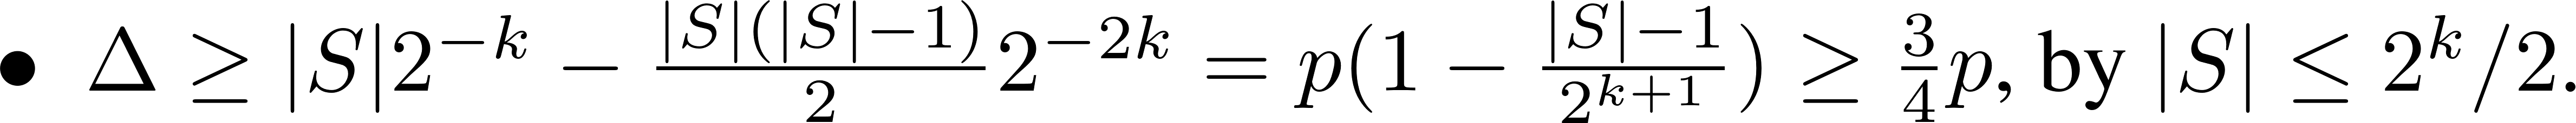 • Δ ≥ |S|2^{−k} − \frac{|S|(|S|−1)}{2} 2^{−2k} = p(1 − \frac{|S|−1}{2^{k+1}}) ≥ \frac{3}{4}p, by |S| ≤ 2^k/2.